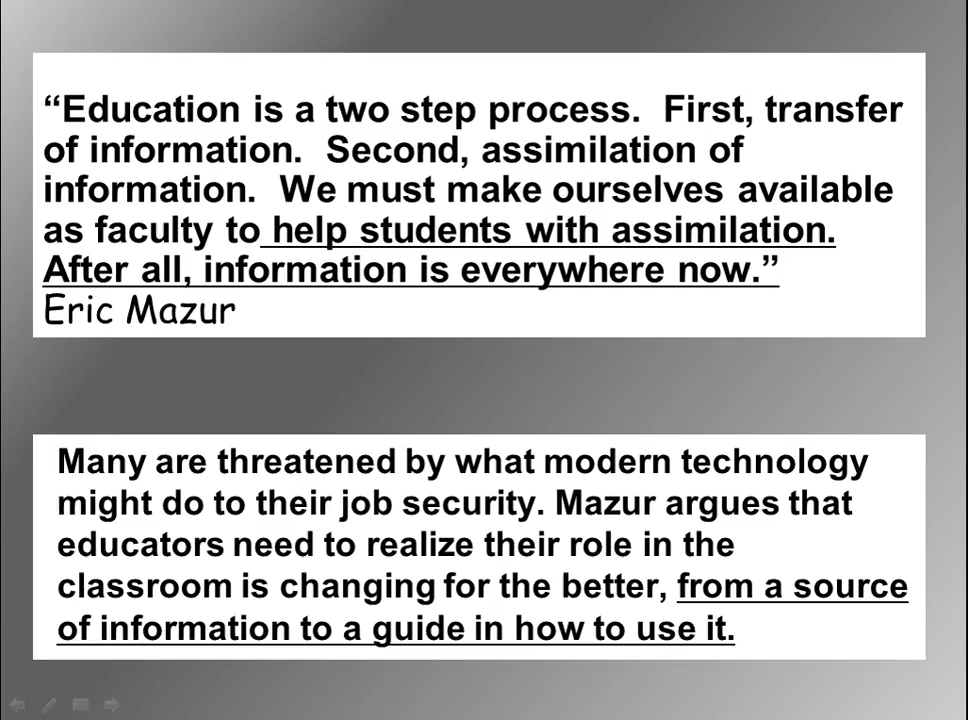 “Education is a two step process.  First, transfer
of information.  Second, assimilation of
information.  We must make ourselves available
as faculty to help students with assimilation.
After all, information is everywhere now.”
Eric Mazur
Many are threatened by what modern technology
might do to their job security. Mazur argues that
educators need to realize their role in the
classroom is changing for the better, from a source
of information to a guide in how to use it.